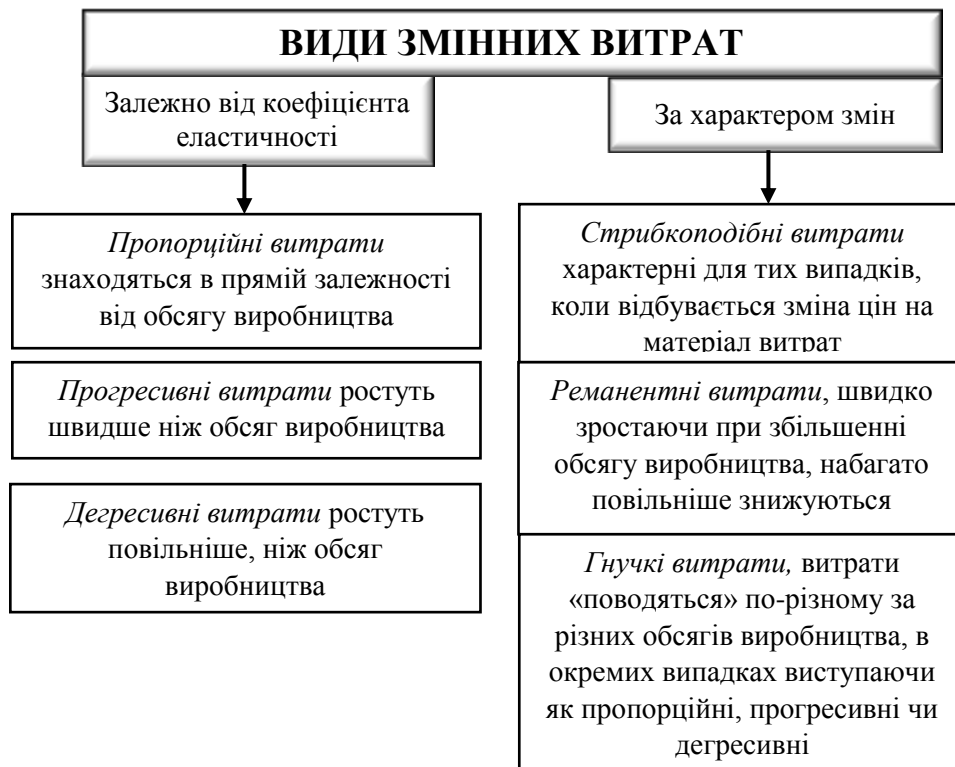 ВИДИ ЗМІННИХ ВИТРАТ
Залежно від коефіцієнта
еластичності
Пропорційні витрати
знаходяться в прямій залежності
від обсягу виробництва
Прогресивні витрати ростуть
швидше ніж обсяг виробництва
Дегресивні витрати ростуть
повільніше, ніж обсяг
виробництва
За характером змін
Стрибкоподібні витрати
характерні для тих випадків,
коли відбувається зміна цін на
матеріал витрат
Реманентні витрати, швидко
зростаючи при збільшенні
обсягу виробництва, набагато
повільніше знижуються
Гнучкі витрати, витрати
«поводяться» по-різному за
різних обсягів виробництва, в
окремих випадках виступаючи
як пропорційні, прогресивні чи
дегресивні